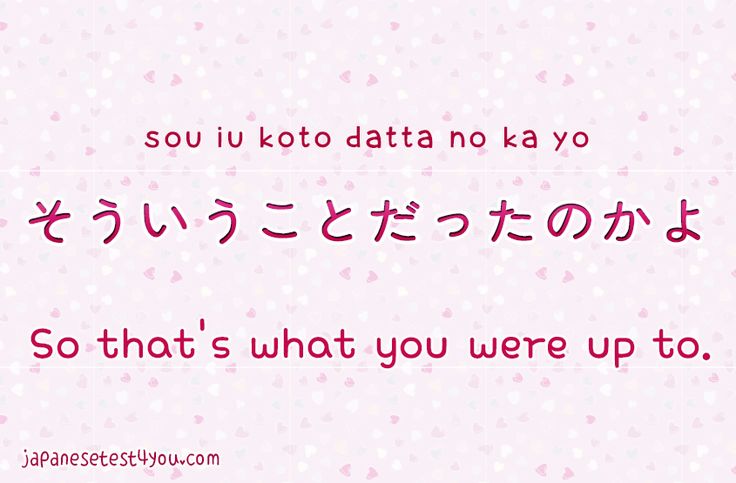 sou iu koto datta no ka yo
そういうことだったのかよ
So that's what you were up to.
japanesetest4you.com